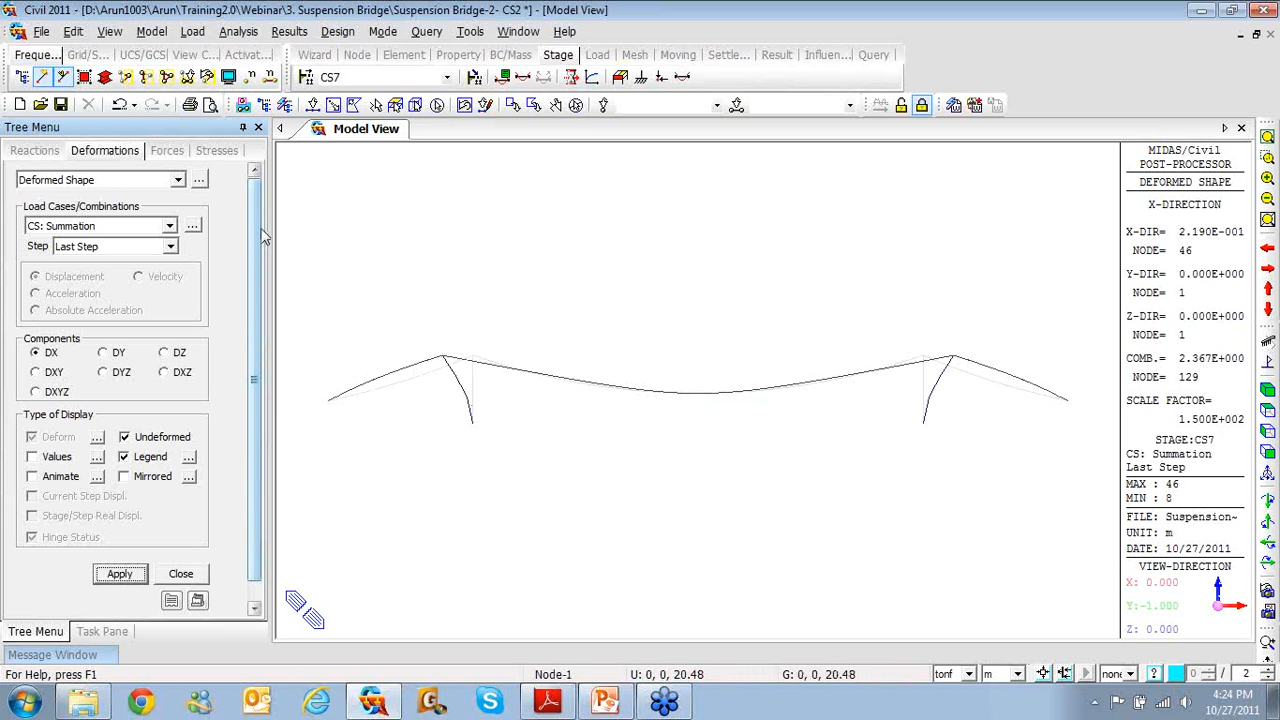 Civil 2011 - [D:\Arun1003\Arun\Training2.0\Webinar\3. Suspension Bridge\Suspension Bridge-2- CS2 *] - [Model View]
File Edit View Model Load Analysis Results Design Mode Query Tools Window Help
Freque... Grid/S... UCS/GCS View C... Activat... Wizard Node Element Property BC/Mass Stage Load Mesh Moving Settle... Result Influen... Query
CS7
Tree Menu
Model View
Reactions Deformations Forces Stresses
Deformed Shape
...
Load Cases/Combinations
CS: Summation
...
Step Last Step
Displacement Velocity
Acceleration
Absolute Acceleration
Components
DX DY DZ
DXY DYZ DXZ
DXYZ
Type of Display
Deform ... Undeformed
Values ... Legend ...
Animate ... Mirrored ...
Current Step Displ.
Stage/Step Real Displ.
Hinge Status
Apply Close
Tree Menu Task Pane
Message Window
MIDAS/Civil
POST-PROCESSOR
DEFORMED SHAPE
X-DIRECTION
X-DIR= 2.190E-001
NODE= 46
Y-DIR= 0.000E+000
NODE= 1
Z-DIR= 0.000E+000
NODE= 1
COMB.= 2.367E+000
NODE= 129
SCALE FACTOR=
1.500E+002
STAGE:CS7
CS: Summation
Last Step
MAX : 46
MIN : 8
FILE: Suspension~
UNIT: m
DATE: 10/27/2011
VIEW-DIRECTION
X: 0.000
Y:-1.000
Z: 0.000
For Help, press F1 Node-1 U: 0, 0, 20.48 G: 0, 0, 20.48 tonf m none ? 0 / 2
4:24 PM
10/27/2011